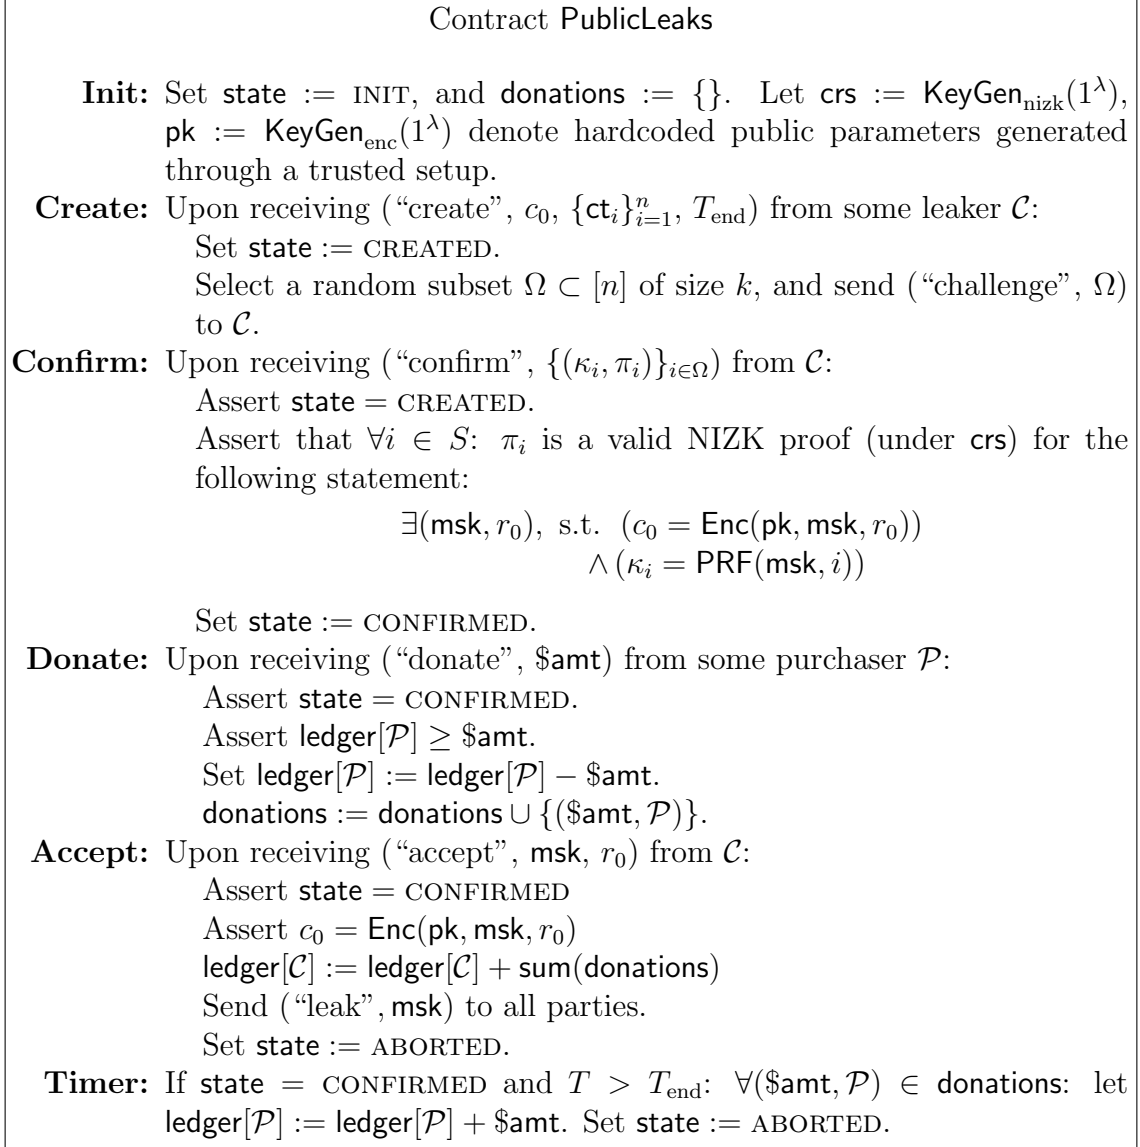 Contract PublicLeaks
Init: Set state := INIT, and donations := {}. Let crs := KeyGen_nizk(1^λ),
pk := KeyGen_enc(1^λ) denote hardcoded public parameters generated
through a trusted setup.
Create: Upon receiving (“create”, c_0, {ct_i}_{i=1}^n, T_end) from some leaker C:
Set state := CREATED.
Select a random subset Ω ⊂ [n] of size k, and send (“challenge”, Ω)
to C.
Confirm: Upon receiving (“confirm”, {(κ_i, π_i)}_{i∈Ω}) from C:
Assert state = CREATED.
Assert that ∀i ∈ S: π_i is a valid NIZK proof (under crs) for the
following statement:
∃(msk, r_0), s.t. (c_0 = Enc(pk, msk, r_0))
∧ (κ_i = PRF(msk, i))
Set state := CONFIRMED.
Donate: Upon receiving (“donate”, $amt) from some purchaser P:
Assert state = CONFIRMED.
Assert ledger[P] ≥ $amt.
Set ledger[P] := ledger[P] − $amt.
donations := donations ∪ {($amt, P)}.
Accept: Upon receiving (“accept”, msk, r_0) from C:
Assert state = CONFIRMED
Assert c_0 = Enc(pk, msk, r_0)
ledger[C] := ledger[C] + sum(donations)
Send (“leak”, msk) to all parties.
Set state := ABORTED.
Timer: If state = CONFIRMED and T > T_end: ∀($amt, P) ∈ donations: let
ledger[P] := ledger[P] + $amt. Set state := ABORTED.